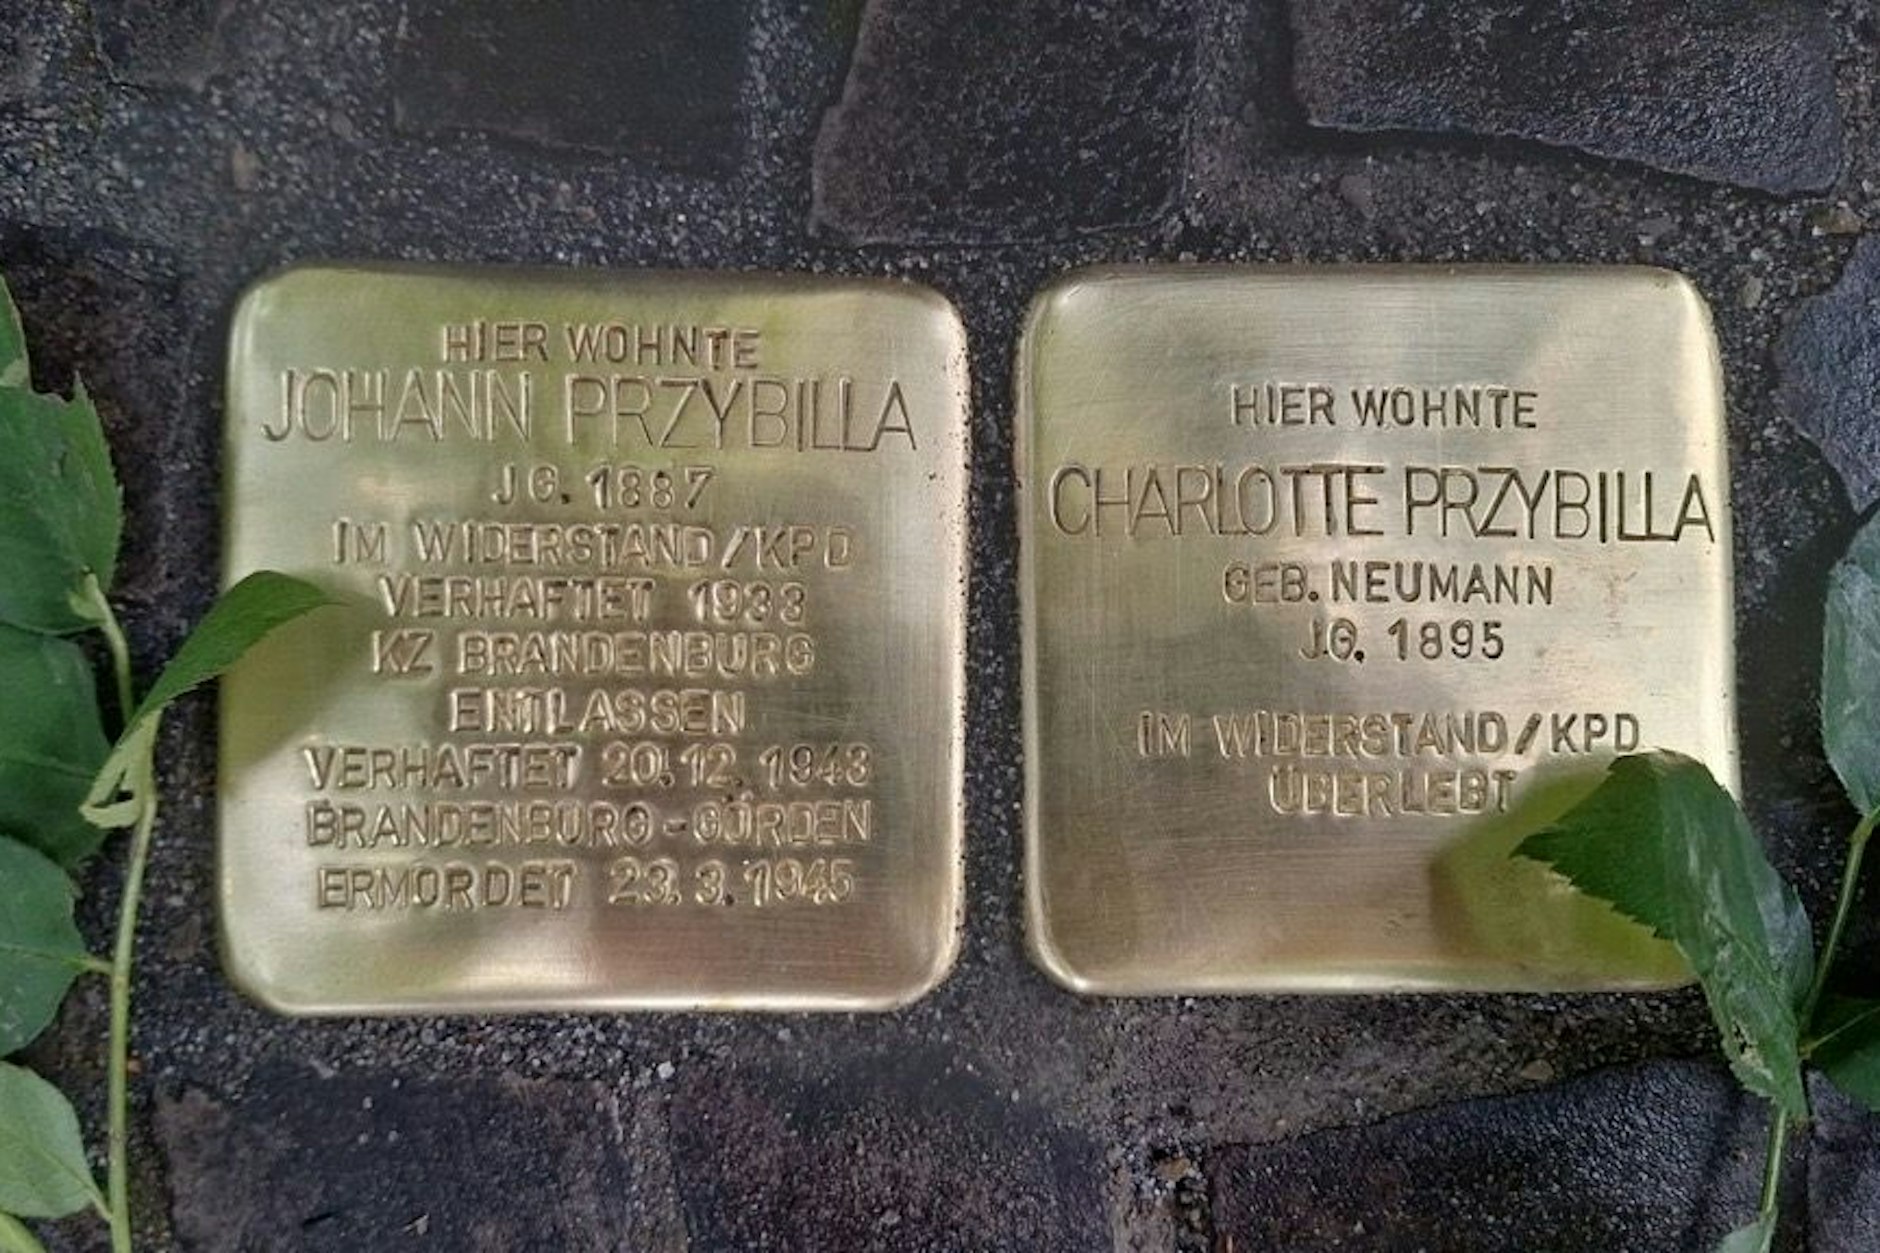 HIER WOHNTE
JOHANN PRZYBILLA
JG. 1887
IM WIDERSTAND/KPD
VERHAFTET 1933
KZ BRANDENBURG
ENTLASSEN
VERHAFTET 20.12.1943
BRANDENBURG-GÖRDEN
ERMORDET 23.3.1945
HIER WOHNTE
CHARLOTTE PRZYBILLA
GEB. NEUMANN
JG. 1895
IM WIDERSTAND/KPD
ÜBERLEBT